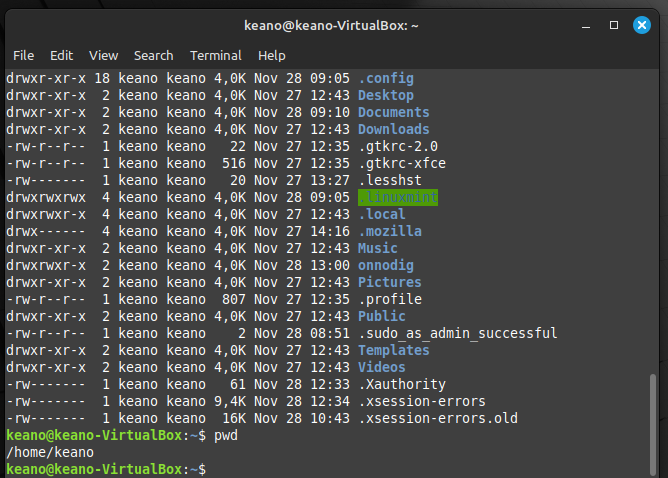 keano@keano-VirtualBox: ~
File Edit View Search Terminal Help
drwxr-xr-x 18 keano keano 4,0K Nov 28 09:05 .config
drwxr-xr-x  2 keano keano 4,0K Nov 27 12:43 Desktop
drwxr-xr-x  2 keano keano 4,0K Nov 28 09:10 Documents
drwxr-xr-x  2 keano keano 4,0K Nov 27 12:43 Downloads
-rw-r--r--  1 keano keano   22 Nov 27 12:35 .gtkrc-2.0
-rw-r--r--  1 keano keano  516 Nov 27 12:35 .gtkrc-xfce
-rw-------  1 keano keano   20 Nov 27 13:27 .lesshst
drwxrwxrwx  4 keano keano 4,0K Nov 28 09:05 .linuxmint
drwxrwxr-x  4 keano keano 4,0K Nov 27 12:43 .local
drwx------  4 keano keano 4,0K Nov 27 14:16 .mozilla
drwxr-xr-x  2 keano keano 4,0K Nov 27 12:43 Music
drwxrwxr-x  2 keano keano 4,0K Nov 28 13:00 onnodig
drwxr-xr-x  2 keano keano 4,0K Nov 27 12:43 Pictures
-rw-r--r--  1 keano keano  807 Nov 27 12:35 .profile
drwxr-xr-x  2 keano keano 4,0K Nov 27 12:43 Public
-rw-r--r--  1 keano keano    2 Nov 28 08:51 .sudo_as_admin_successful
drwxr-xr-x  2 keano keano 4,0K Nov 27 12:43 Templates
drwxr-xr-x  2 keano keano 4,0K Nov 27 12:43 Videos
-rw-------  1 keano keano   61 Nov 28 12:33 .Xauthority
-rw-------  1 keano keano 9,4K Nov 28 12:34 .xsession-errors
-rw-------  1 keano keano  16K Nov 28 10:43 .xsession-errors.old
keano@keano-VirtualBox:~$ pwd
/home/keano
keano@keano-VirtualBox:~$